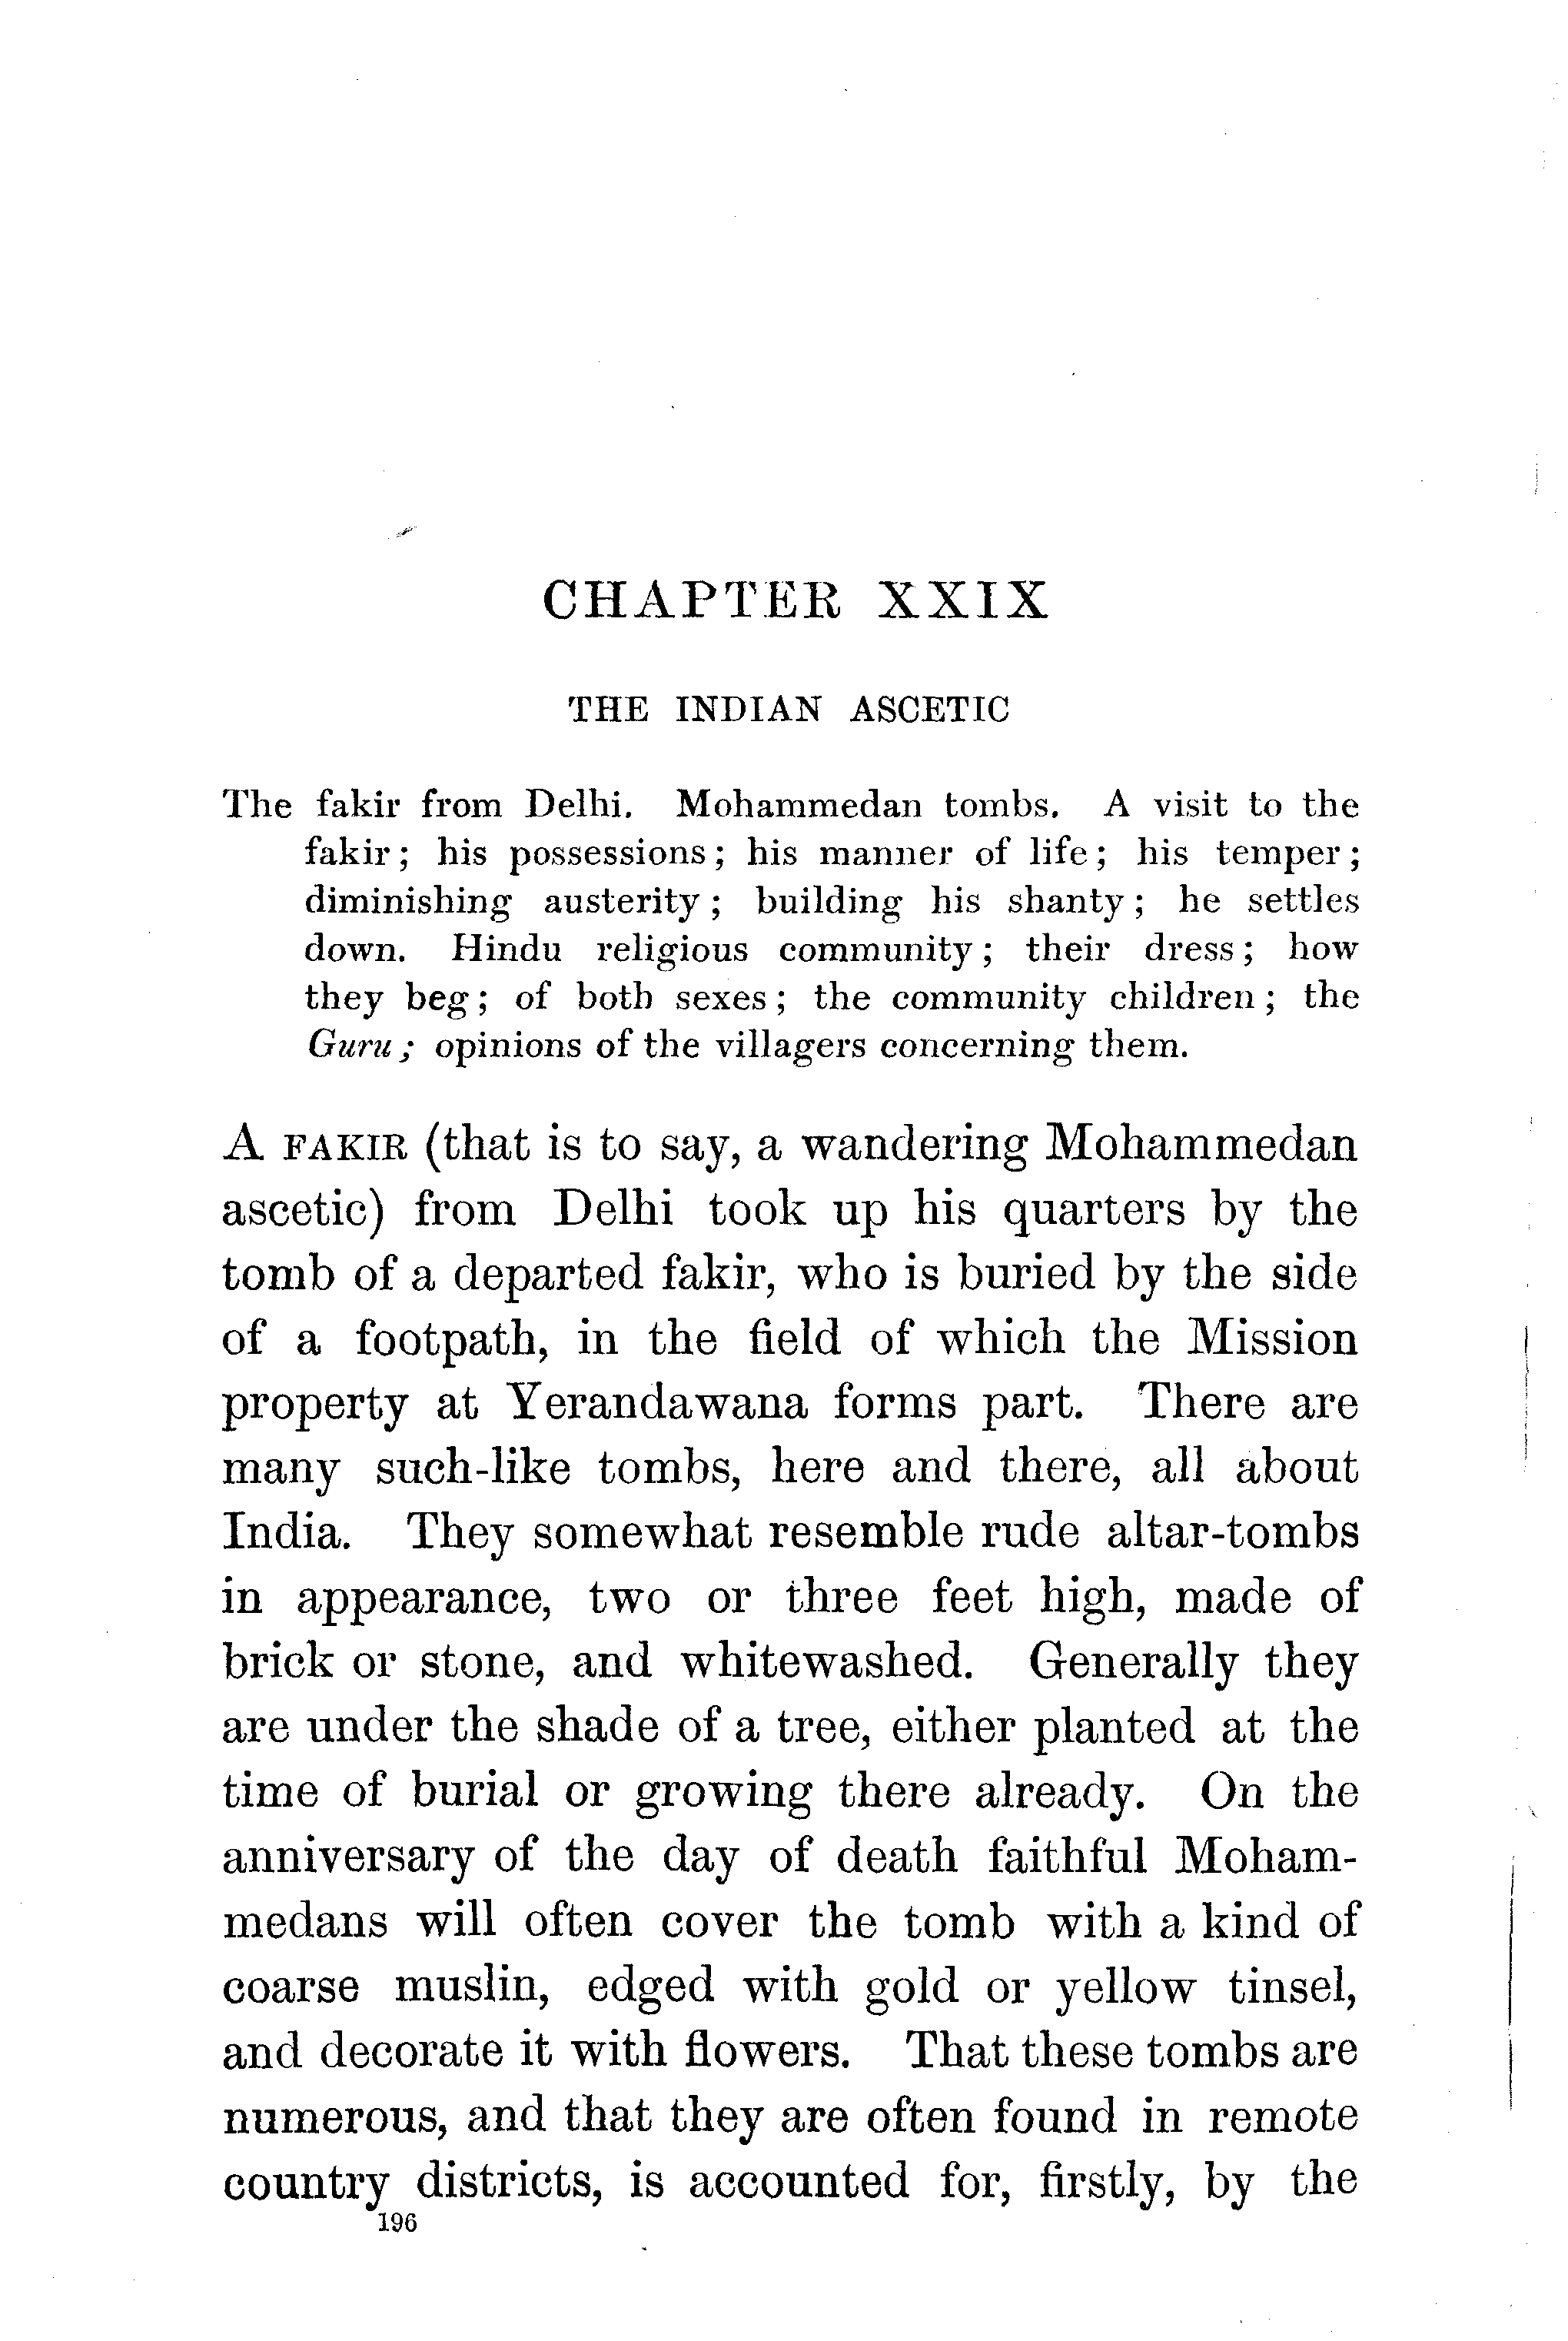 CHAPTER XXIX
THE INDIAN ASCETIC
The fakir from Delhi. Mohammedan tombs. A visit to the
fakir; his possessions; his manner of life; his temper;
diminishing austerity; building his shanty; he settles
down. Hindu religious community; their dress; how
they beg; of both sexes; the community children; the
Guru; opinions of the villagers concerning them.
A FAKIR (that is to say, a wandering Mohammedan
ascetic) from Delhi took up his quarters by the
tomb of a departed fakir, who is buried by the side
of a footpath, in the field of which the Mission
property at Yerandawana forms part. There are
many such-like tombs, here and there, all about
India. They somewhat resemble rude altar-tombs
in appearance, two or three feet high, made of
brick or stone, and whitewashed. Generally they
are under the shade of a tree, either planted at the
time of burial or growing there already. On the
anniversary of the day of death faithful Moham-
medans will often cover the tomb with a kind of
coarse muslin, edged with gold or yellow tinsel,
and decorate it with flowers. That these tombs are
numerous, and that they are often found in remote
country districts, is accounted for, firstly, by the
196